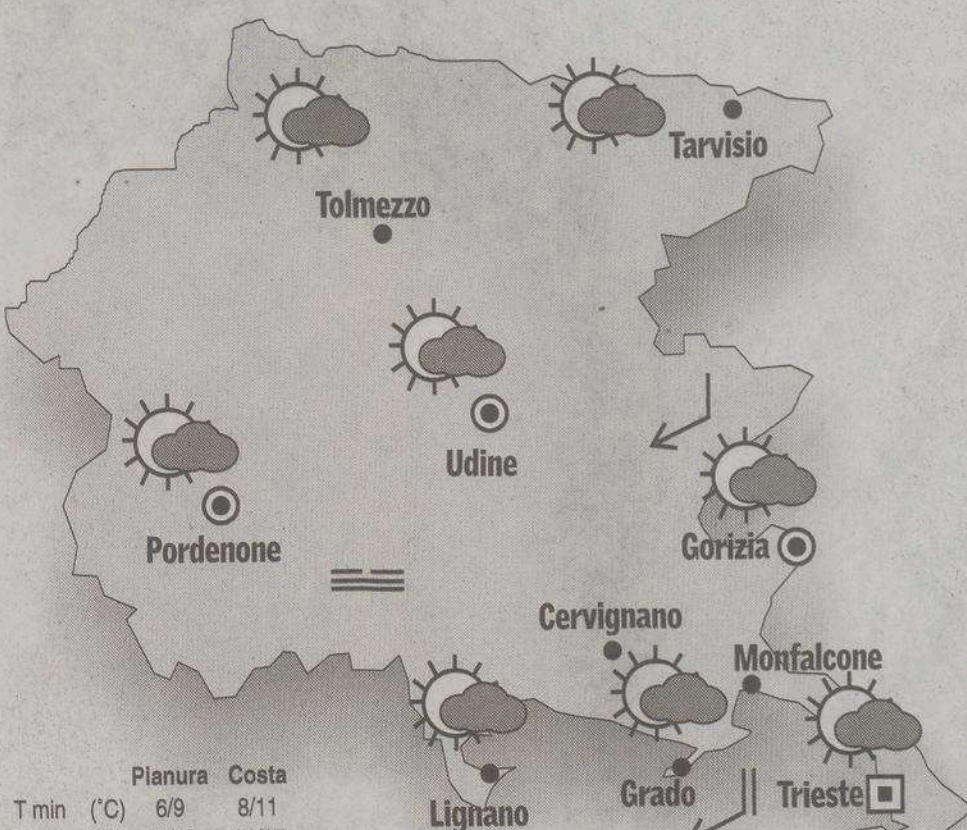 Tarvisio
Tolmezzo
Udine
Pordenone
Gorizia
Cervignano
Monfalcone
Pianura Costa
T min (°C) 6/9 8/11
Lignano
Grado
Trieste